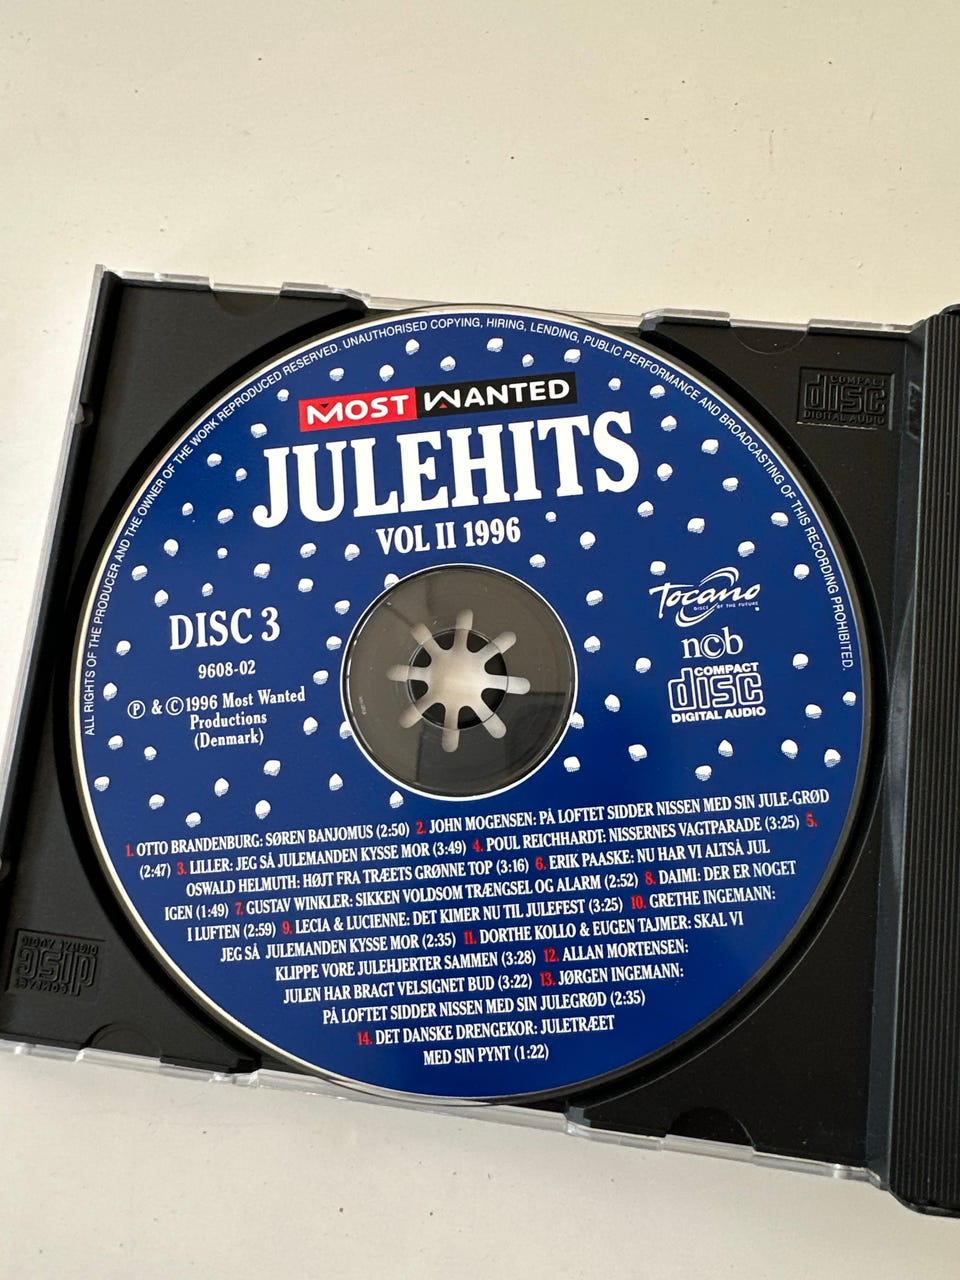 ALL RIGHTS OF THE PRODUCER AND THE OWNER OF THE WORK REPRODUCED RESERVED. UNAUTHORISED COPYING, HIRING, LENDING, PUBLIC PERFORMANCE AND BROADCASTING OF THIS RECORDING PROHIBITED.
MOST WANTED
JULEHITS
VOL II 1996
DISC 3
9608-02
Ⓟ & ©1996 Most Wanted
Productions
(Denmark)
Tocano
DISCS OF THE FUTURE
ncb
COMPACT
disc
DIGITAL AUDIO
1. OTTO BRANDENBURG: SØREN BANJOMUS (2:50) 2. JOHN MOGENSEN: PÅ LOFTET SIDDER NISSEN MED SIN JULE-GRØD
(2:47) 3. LILLER: JEG SÅ JULEMANDEN KYSSE MOR (3:49) 4. POUL REICHHARDT: NISSERNES VAGTPARADE (3:25) 5.
OSWALD HELMUTH: HØJT FRA TRÆETS GRØNNE TOP (3:16) 6. ERIK PAASKE: NU HAR VI ALTSÅ JUL
IGEN (1:49) 7. GUSTAV WINKLER: SIKKEN VOLDSOM TRÆNGSEL OG ALARM (2:52) 8. DAIMI: DER ER NOGET
I LUFTEN (2:59) 9. LECIA & LUCIENNE: DET KIMER NU TIL JULEFEST (3:25) 10. GRETHE INGEMANN:
JEG SÅ JULEMANDEN KYSSE MOR (2:35) 11. DORTHE KOLLO & EUGEN TAJMER: SKAL VI
KLIPPE VORE JULEHJERTER SAMMEN (3:28) 12. ALLAN MORTENSEN:
JULEN HAR BRAGT VELSIGNET BUD (3:22) 13. JØRGEN INGEMANN:
PÅ LOFTET SIDDER NISSEN MED SIN JULEGRØD (2:35)
14. DET DANSKE DRENGEKOR: JULETRÆET
MED SIN PYNT (1:22)
COMPACT
disc
DIGITAL AUDIO
COMPACT
disc
DIGITAL AUDIO